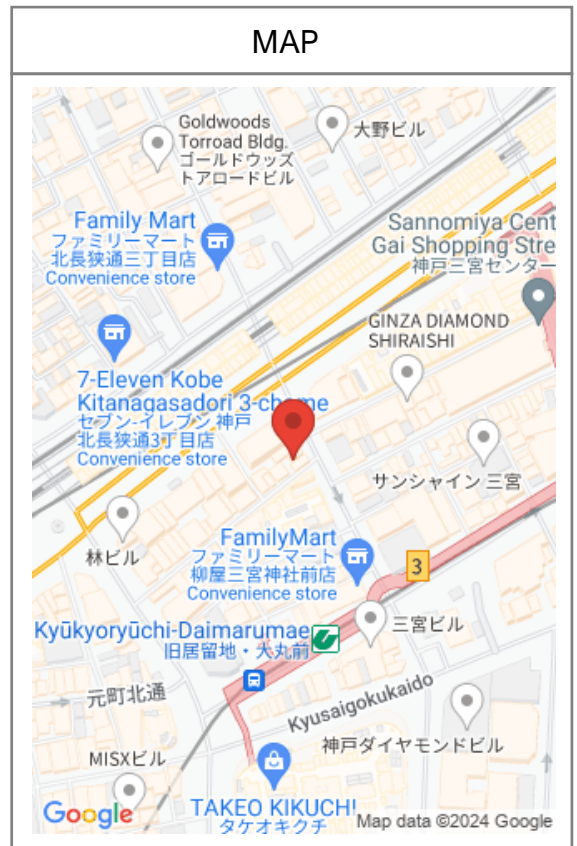 MAP
Goldwoods
Torroad Bldg.
ゴールドウッズ
トアロードビル
大野ビル
Family Mart
ファミリーマート
北長狭通三丁目店
Convenience store
Sannomiya Cent
Gai Shopping Stre
神戸三宮センター
GINZA DIAMOND
SHIRAISHI
7-Eleven Kobe
Kitanagasadori 3-chome
セブン-イレブン 神戸
北長狭通3丁目店
Convenience store
サンシャイン 三宮
林ビル
FamilyMart
ファミリーマート
柳屋三宮神社前店
Convenience store
3
Kyūkyoryūchi-Daimarumae
旧居留地・大丸前
三宮ビル
元町北通
Kyusaigokukaido
神戸ダイヤモンドビル
MISXビル
TAKEO KIKUCHI
タケオキクチ
Google
Map data ©2024 Google